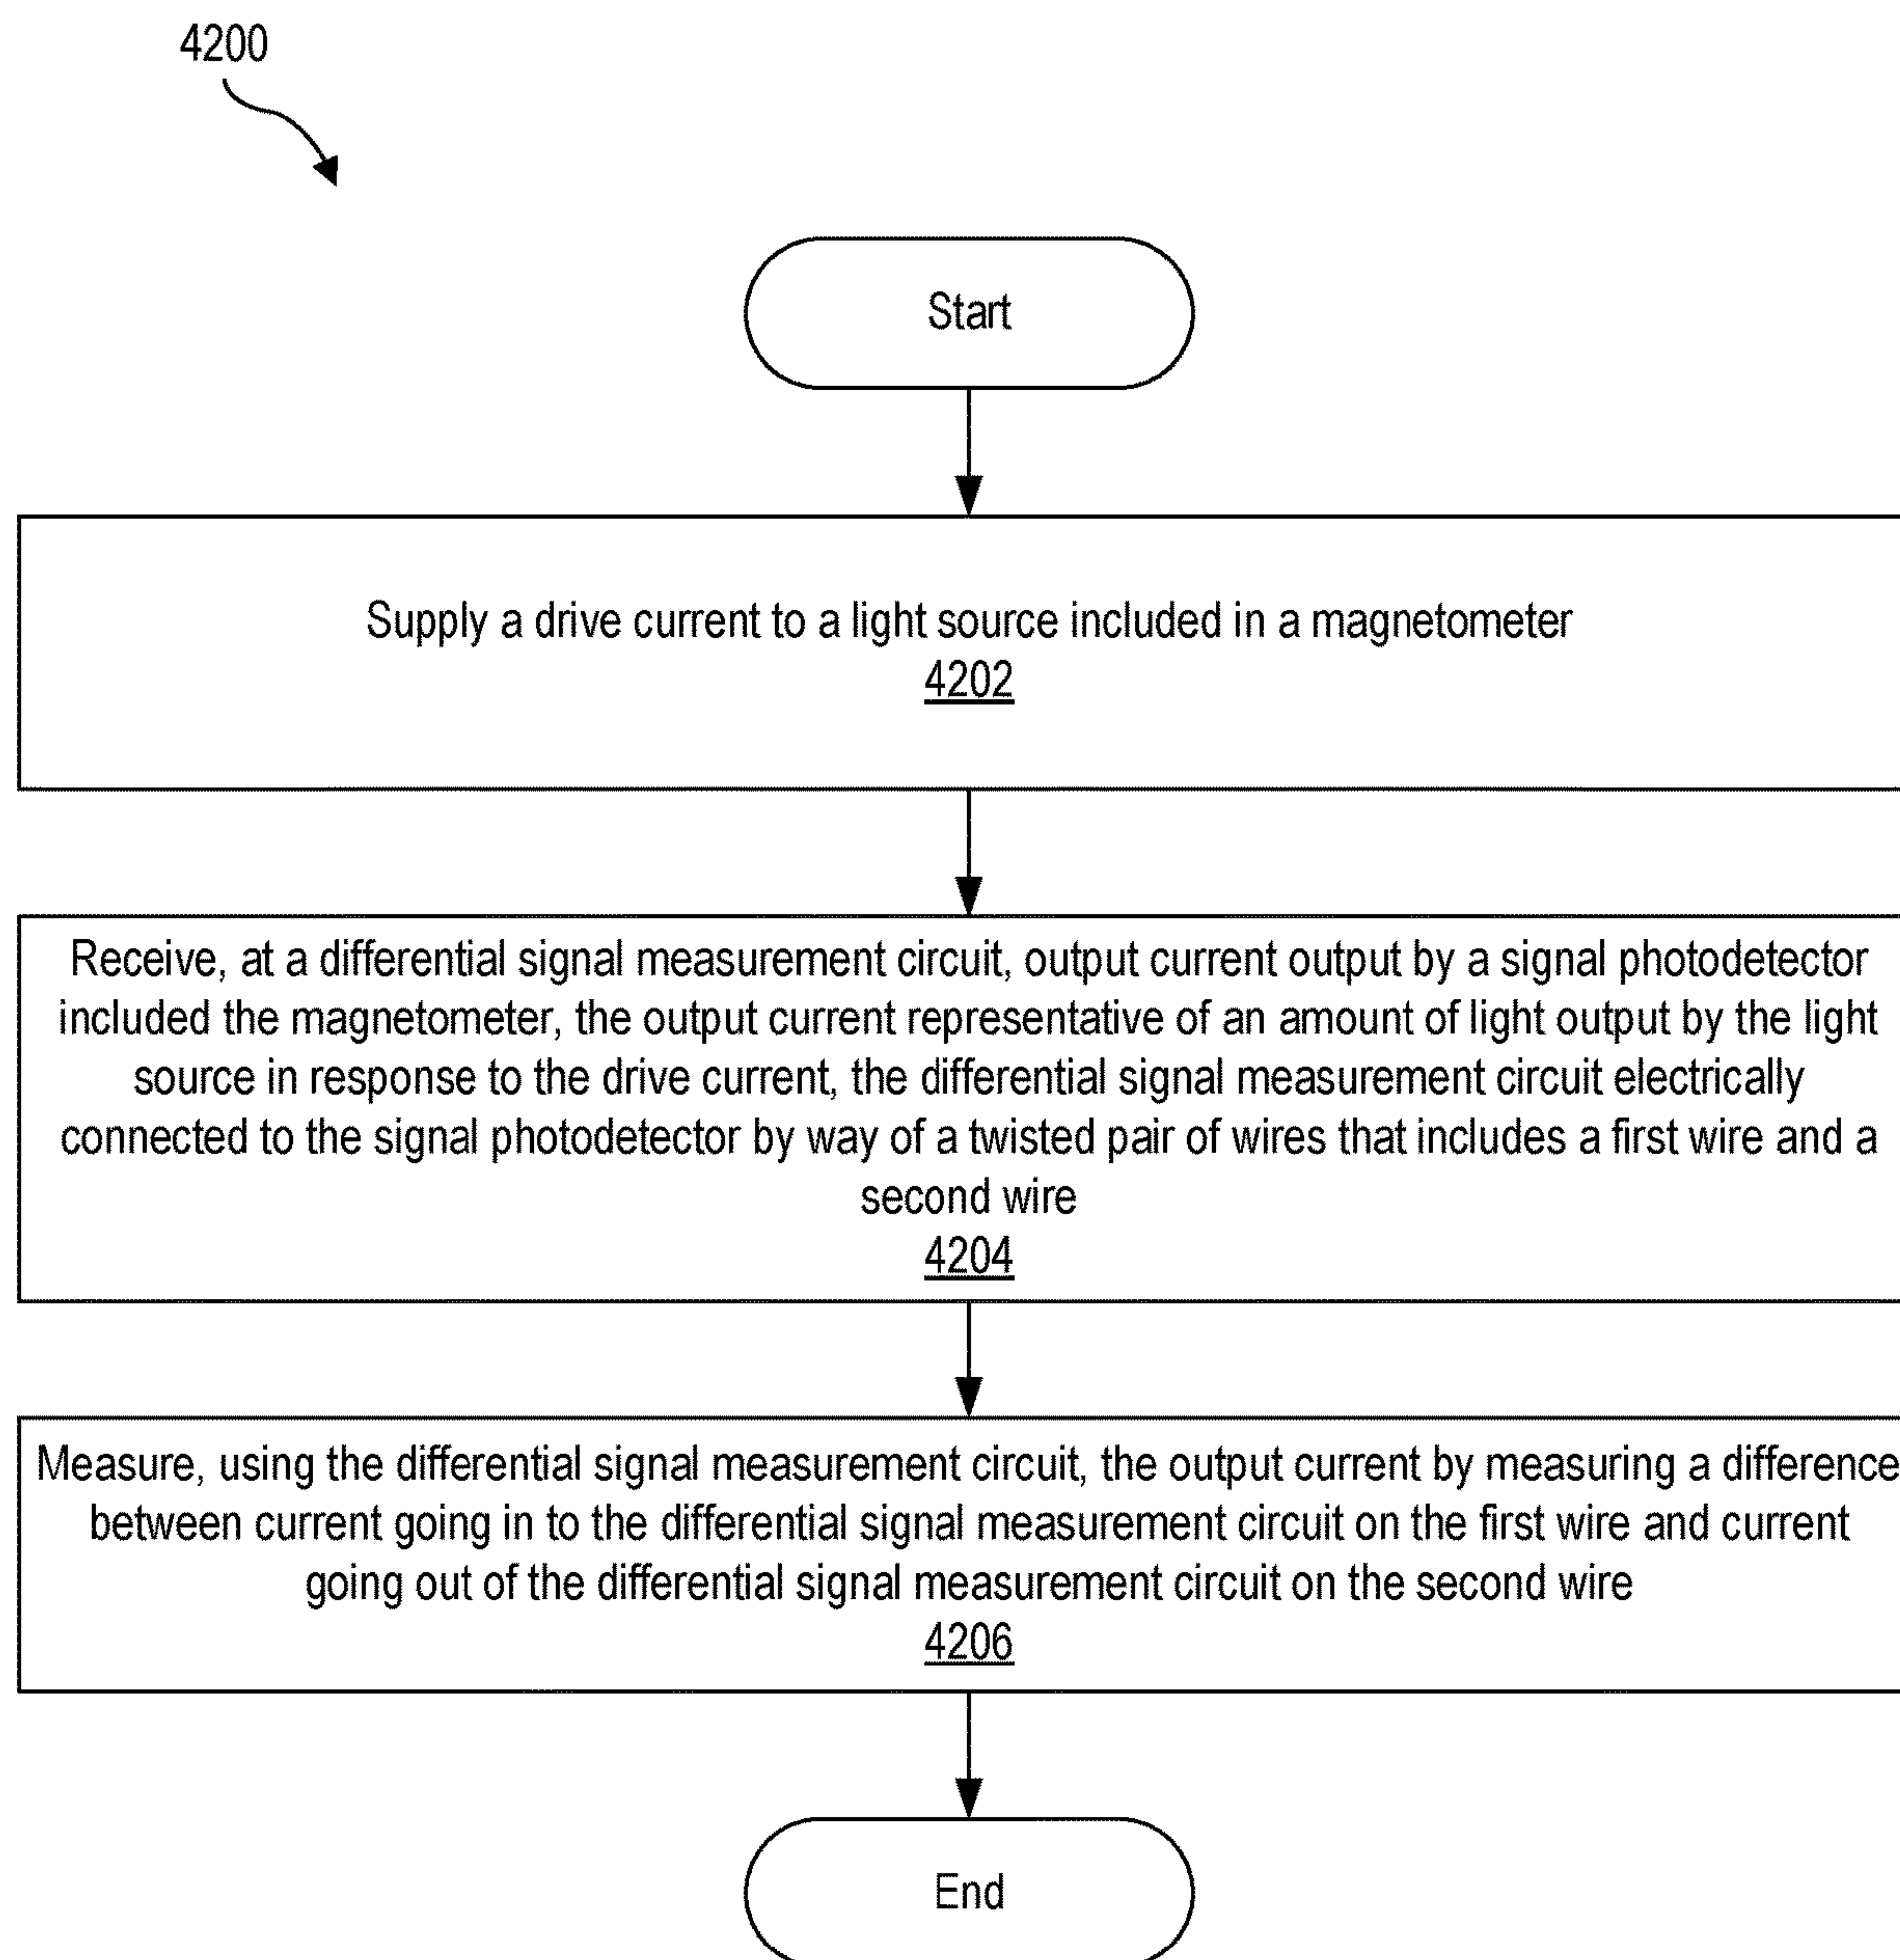 4200
Start
Supply a drive current to a light source included in a magnetometer
4202
Receive, at a differential signal measurement circuit, output current output by a signal photodetector
included the magnetometer, the output current representative of an amount of light output by the light
source in response to the drive current, the differential signal measurement circuit electrically
connected to the signal photodetector by way of a twisted pair of wires that includes a first wire and a
second wire
4204
Measure, using the differential signal measurement circuit, the output current by measuring a difference
between current going in to the differential signal measurement circuit on the first wire and current
going out of the differential signal measurement circuit on the second wire
4206
End